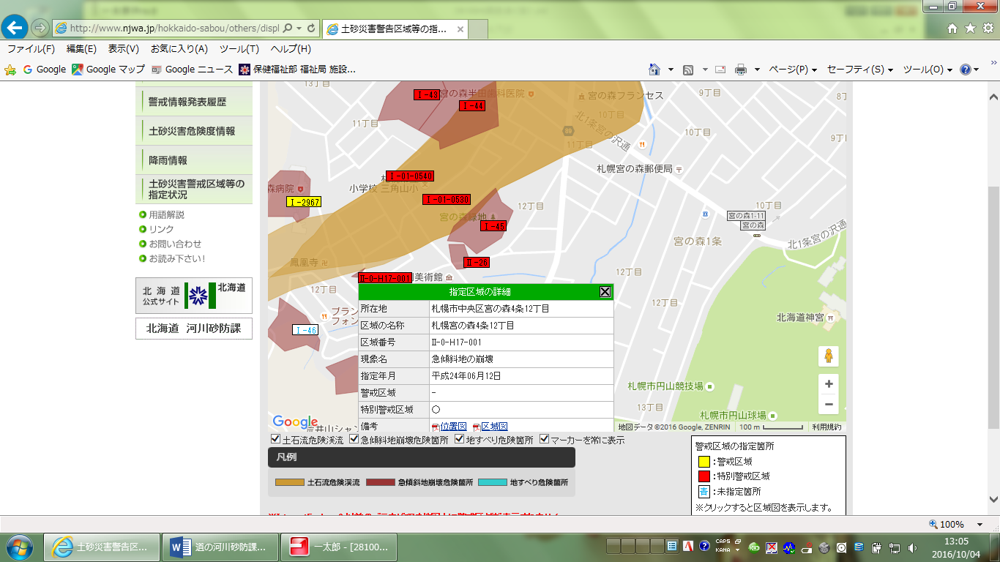 http://www.njwa.jp/hokkaido-sabou/others/displ
土砂災害警告区域等の指...
ファイル(F) 編集(E) 表示(V) お気に入り(A) ツール(T) ヘルプ(H)
Google Google マップ Google ニュース 保健福祉部 福祉局 施設...
ページ(P) セーフティ(S) ツール(O)
警戒情報発表履歴
土砂災害危険度情報
降雨情報
土砂災害警戒区域等の
指定状況
用語解説
リンク
お問い合わせ
お読み下さい!
北海道
公式サイト
北海道
北海道 河川砂防課
13丁目
Ⅰ-43
宮の森半田歯科医院
Ⅰ-44
宮の森フランセス
9丁目
10丁目
11丁目
北1条宮の沢通
89
11丁目
10丁目
札幌宮の森郵便局
Ⅰ-01-0540
小学校 三角山小
森病院
Ⅰ-2967
Ⅰ-01-0530
宮の森緑地
12丁目
Ⅰ-45
10丁目
宮の森1-11
宮の森
宮の森1条
北1条宮の沢通
鳳凰寺
Ⅱ-26
12丁目
Ⅱ-0-H17-001
美術館
12丁目
12丁目
ブラン
フォン
Ⅰ-46
北海道神宮
札幌市円山競技場
13丁目
札幌市円山球場
荒井山シャン
指定区域の詳細
所在地 札幌市中央区宮の森4条12丁目
区域の名称 札幌宮の森4条12丁目
区域番号 Ⅱ-0-H17-001
現象名 急傾斜地の崩壊
指定年月 平成24年06月12日
警戒区域 -
特別警戒区域 ○
備考 位置図 区域図
Google
地図データ ©2016 Google, ZENRIN 100 m 利用規約
土石流危険渓流 急傾斜地崩壊危険箇所 地すべり危険箇所 マーカーを常に表示
凡例
土石流危険渓流 急傾斜地崩壊危険箇所 地すべり危険箇所
警戒区域の指定箇所
:警戒区域
:特別警戒区域
青:未指定箇所
※クリックすると区域図を表示します。
100%
土砂災害警告区...
道の河川砂防課...
一太郎 - [28100...
CAPS
KANA
13:05
2016/10/04